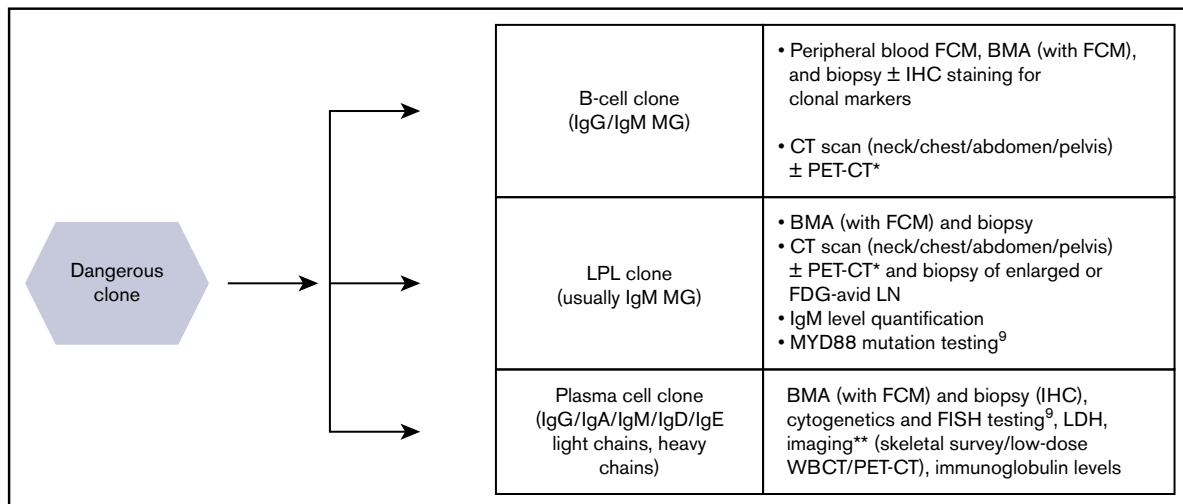 Dangerous
clone
B-cell clone
(IgG/IgM MG)
• Peripheral blood FCM, BMA (with FCM),
and biopsy ± IHC staining for
clonal markers
• CT scan (neck/chest/abdomen/pelvis)
± PET-CT*
LPL clone
(usually IgM MG)
• BMA (with FCM) and biopsy
• CT scan (neck/chest/abdomen/pelvis)
± PET-CT* and biopsy of enlarged or
FDG-avid LN
• IgM level quantification
• MYD88 mutation testing⁹
Plasma cell clone
(IgG/IgA/IgM/IgD/IgE
light chains, heavy
chains)
BMA (with FCM) and biopsy (IHC),
cytogenetics and FISH testing⁹, LDH,
imaging** (skeletal survey/low-dose
WBCT/PET-CT), immunoglobulin levels